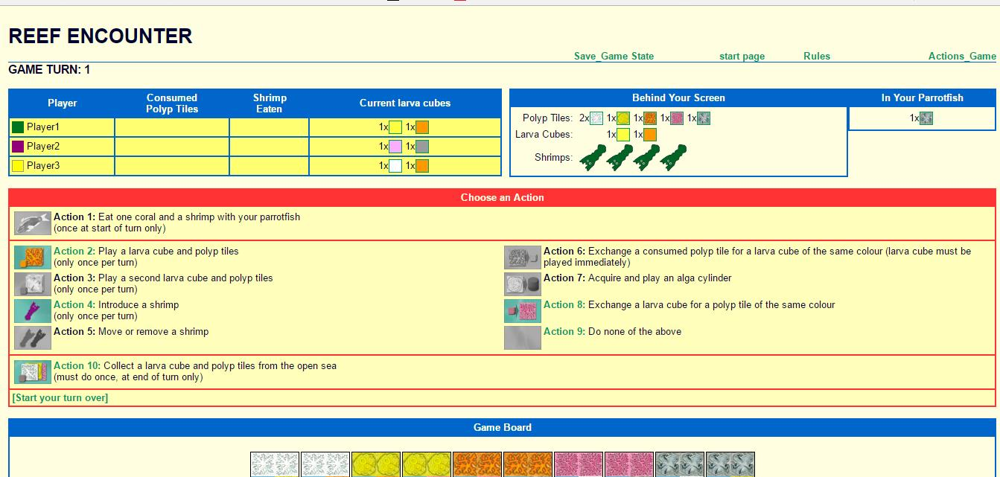 REEF ENCOUNTER
Save_Game State start page Rules Actions_Game
GAME TURN: 1
Player Consumed Polyp Tiles Shrimp Eaten Current larva cubes
Player1 1x 1x
Player2 1x 1x
Player3 1x 1x
Behind Your Screen In Your Parrotfish
Polyp Tiles: 2x 1x 1x 1x 1x 1x
Larva Cubes: 1x 1x
Shrimps:
Choose an Action
Action 1: Eat one coral and a shrimp with your parrotfish
(once at start of turn only)
Action 2: Play a larva cube and polyp tiles
(only once per turn)
Action 3: Play a second larva cube and polyp tiles
(only once per turn)
Action 4: Introduce a shrimp
(only once per turn)
Action 5: Move or remove a shrimp
Action 6: Exchange a consumed polyp tile for a larva cube of the same colour (larva cube must be
played immediately)
Action 7: Acquire and play an alga cylinder
Action 8: Exchange a larva cube for a polyp tile of the same colour
Action 9: Do none of the above
Action 10: Collect a larva cube and polyp tiles from the open sea
(must do once, at end of turn only)
[Start your turn over]
Game Board